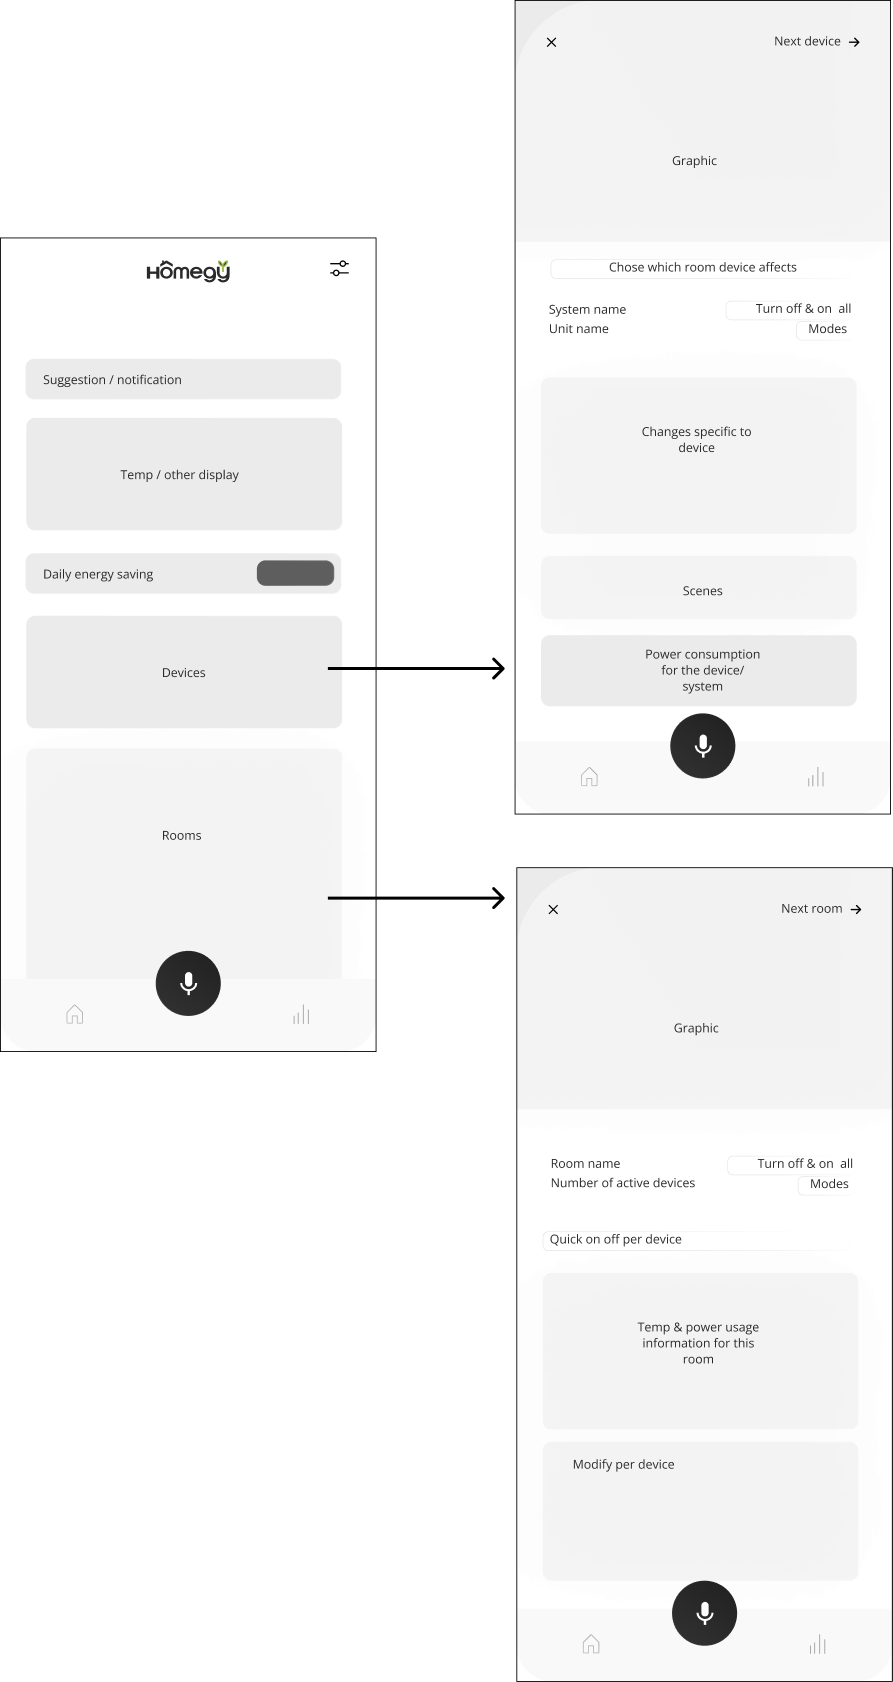 Hômegy
Suggestion / notification
Temp / other display
Daily energy saving
Devices
Rooms
Next device
Graphic
Chose which room device affects
System name
Turn off & on all
Unit name
Modes
Changes specific to
device
Scenes
Power consumption
for the device/
system
Next room
Graphic
Room name
Turn off & on all
Number of active devices
Modes
Quick on off per device
Temp & power usage
information for this
room
Modify per device